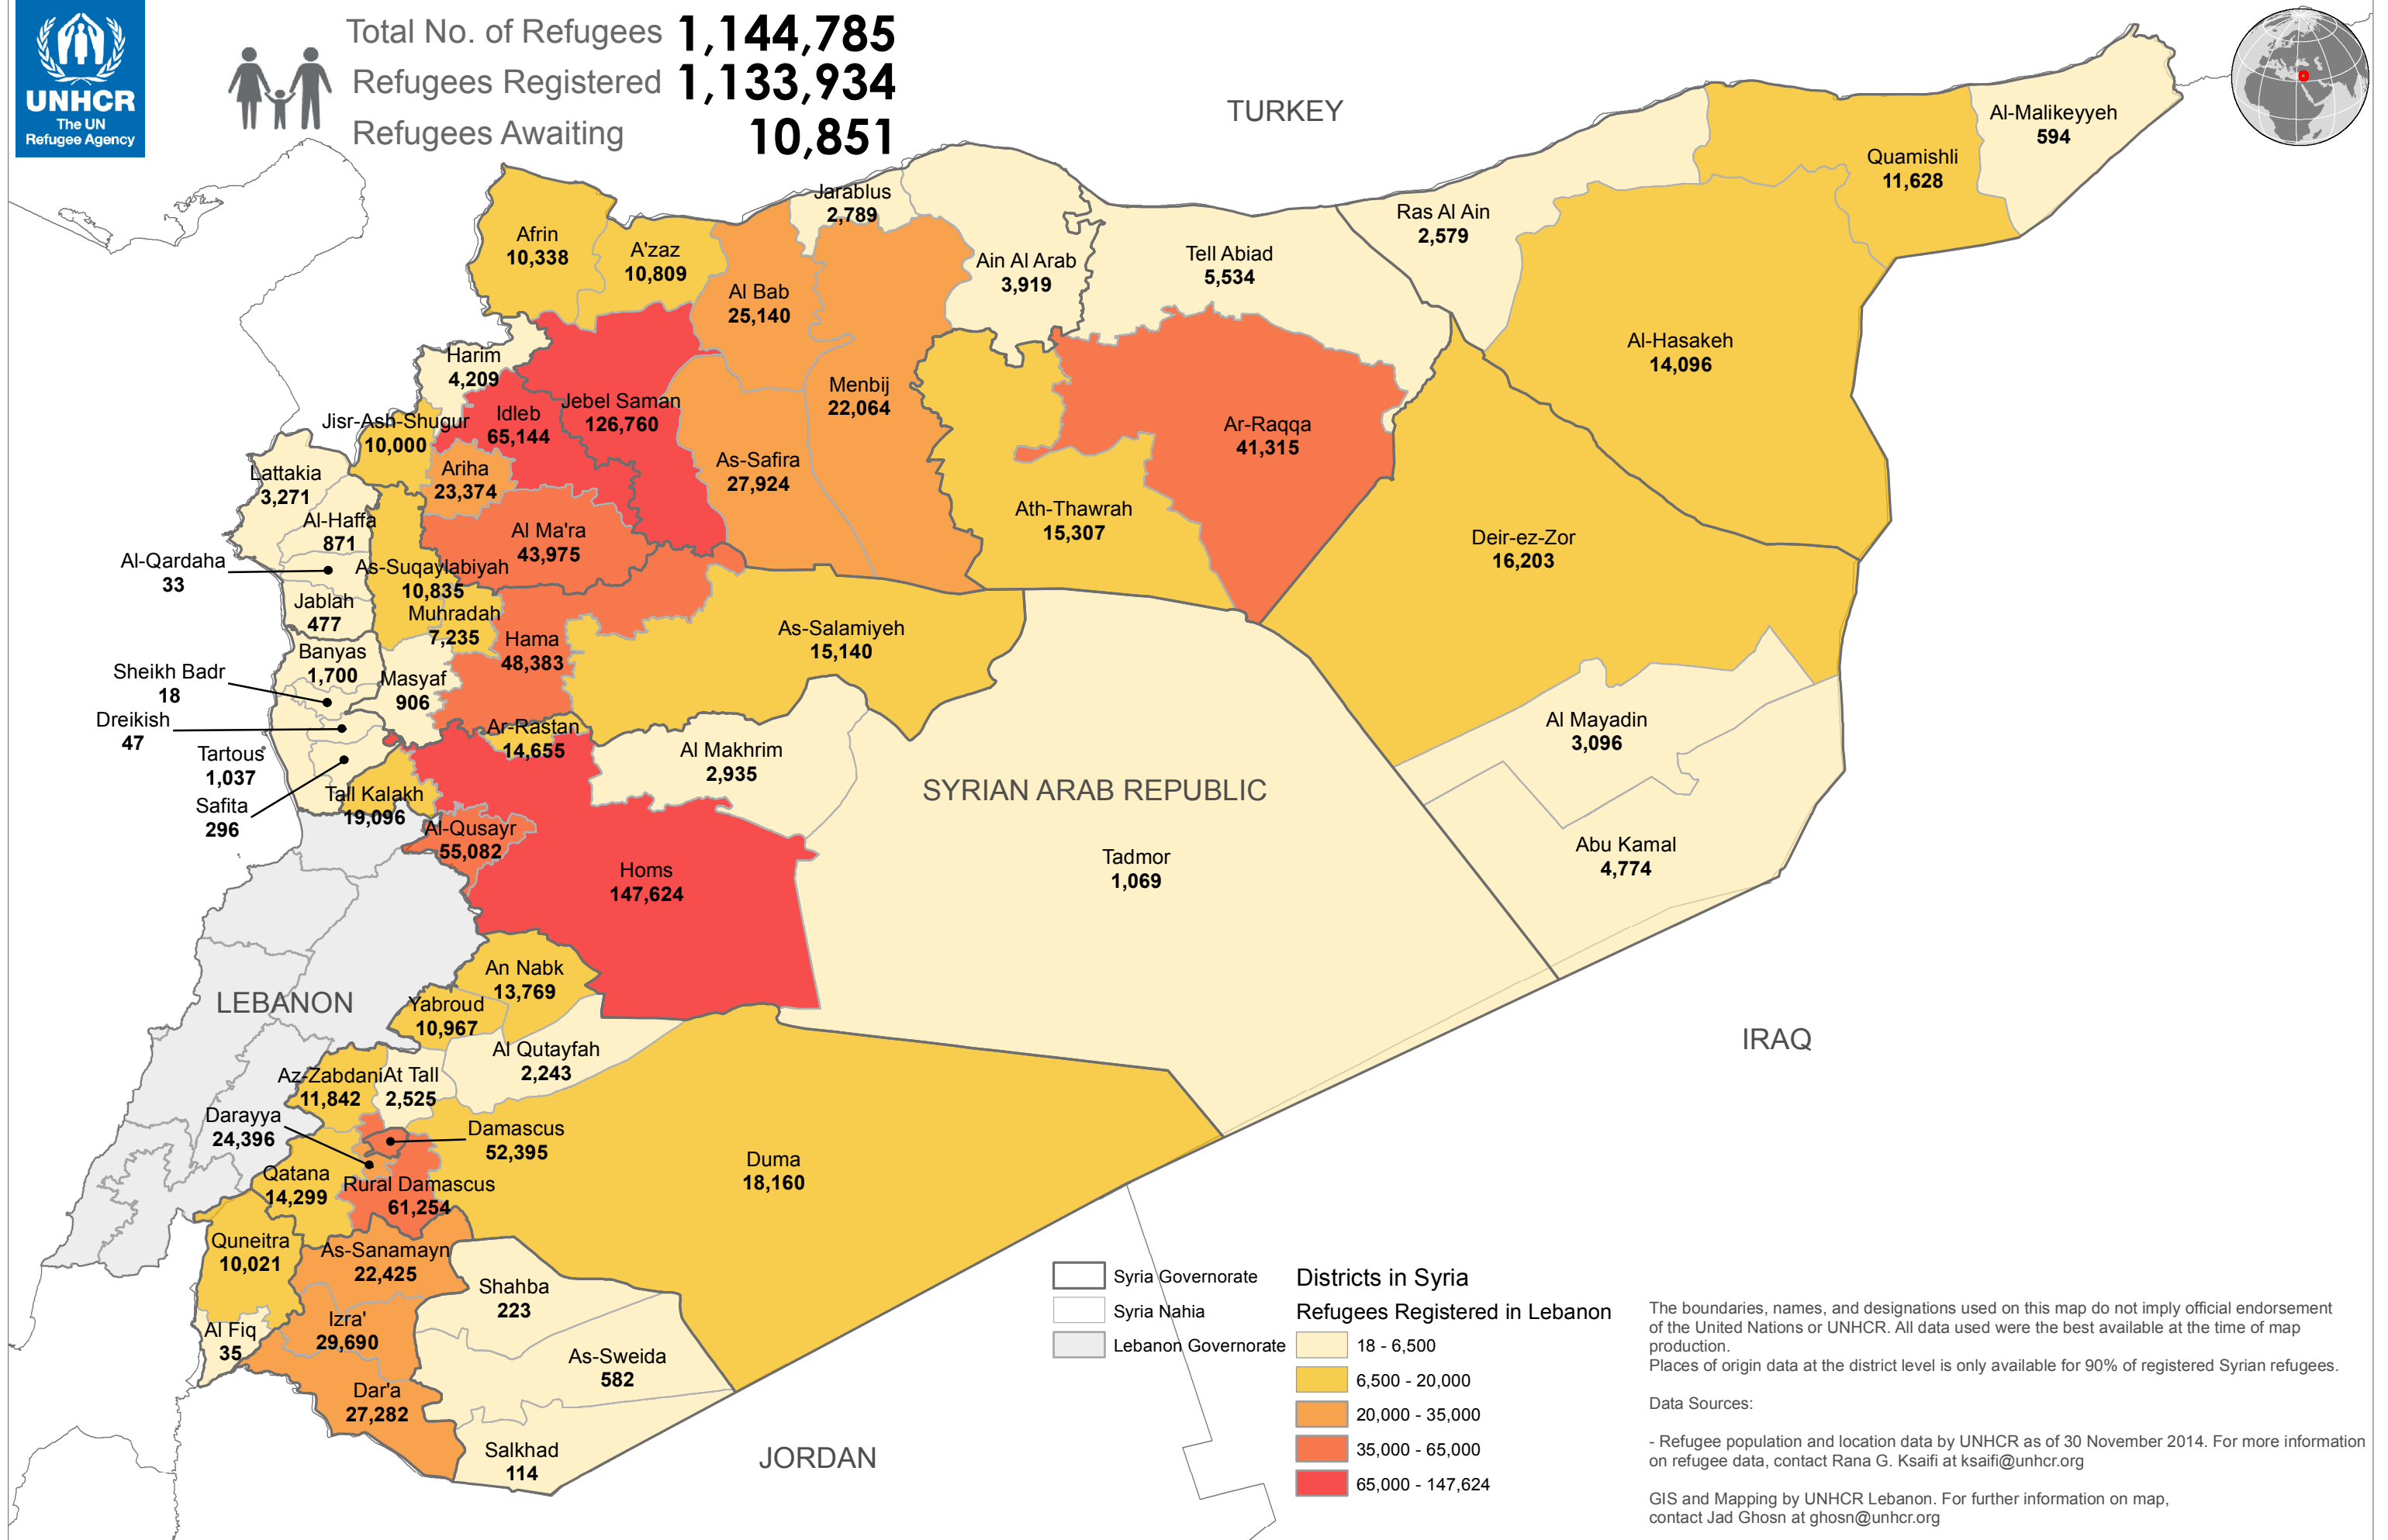 UNHCR
The UN
Refugee Agency
Total No. of Refugees 1,144,785
Refugees Registered 1,133,934
Refugees Awaiting 10,851
TURKEY
Al-Malikeyyeh
594
Quamishli
11,628
Jarablus
2,789
Ras Al Ain
2,579
Afrin
10,338
A'zaz
10,809
Ain Al Arab
3,919
Tell Abiad
5,534
Al Bab
25,140
Al-Hasakeh
14,096
Harim
4,209
Menbij
22,064
Jebel Saman
126,760
Idleb
65,144
Jisr-Ash-Shugur
10,000
Ar-Raqqa
41,315
Ariha
23,374
As-Safira
27,924
Lattakia
3,271
Ath-Thawrah
15,307
Al-Haffa
871
Al Ma'ra
43,975
Deir-ez-Zor
16,203
Al-Qardaha
33
As-Suqaylabiyah
10,835
Jablah
477
Muhradah
7,235
Hama
48,383
As-Salamiyeh
15,140
Banyas
1,700
Sheikh Badr
18
Masyaf
906
Dreikish
47
Ar-Rastan
14,655
Al Mayadin
3,096
Tartous
1,037
Al Makhrim
2,935
SYRIAN ARAB REPUBLIC
Safita
296
Tall Kalakh
19,096
Al-Qusayr
55,082
Abu Kamal
4,774
Homs
147,624
Tadmor
1,069
An Nabk
13,769
LEBANON
Yabroud
10,967
IRAQ
Al Qutayfah
2,243
Az-Zabdani
11,842
At Tall
2,525
Darayya
24,396
Damascus
52,395
Duma
18,160
Qatana
14,299
Rural Damascus
61,254
Quneitra
10,021
As-Sanamayn
22,425
Shahba
223
Izra'
29,690
Al Fiq
35
As-Sweida
582
Dar'a
27,282
Salkhad
114
JORDAN
Syria Governorate
Syria Nahia
Lebanon Governorate
Districts in Syria
Refugees Registered in Lebanon
18 - 6,500
6,500 - 20,000
20,000 - 35,000
35,000 - 65,000
65,000 - 147,624
The boundaries, names, and designations used on this map do not imply official endorsement
of the United Nations or UNHCR. All data used were the best available at the time of map
production.
Places of origin data at the district level is only available for 90% of registered Syrian refugees.
Data Sources:
- Refugee population and location data by UNHCR as of 30 November 2014. For more information
on refugee data, contact Rana G. Ksaifi at ksaifi@unhcr.org
GIS and Mapping by UNHCR Lebanon. For further information on map,
contact Jad Ghosn at ghosn@unhcr.org